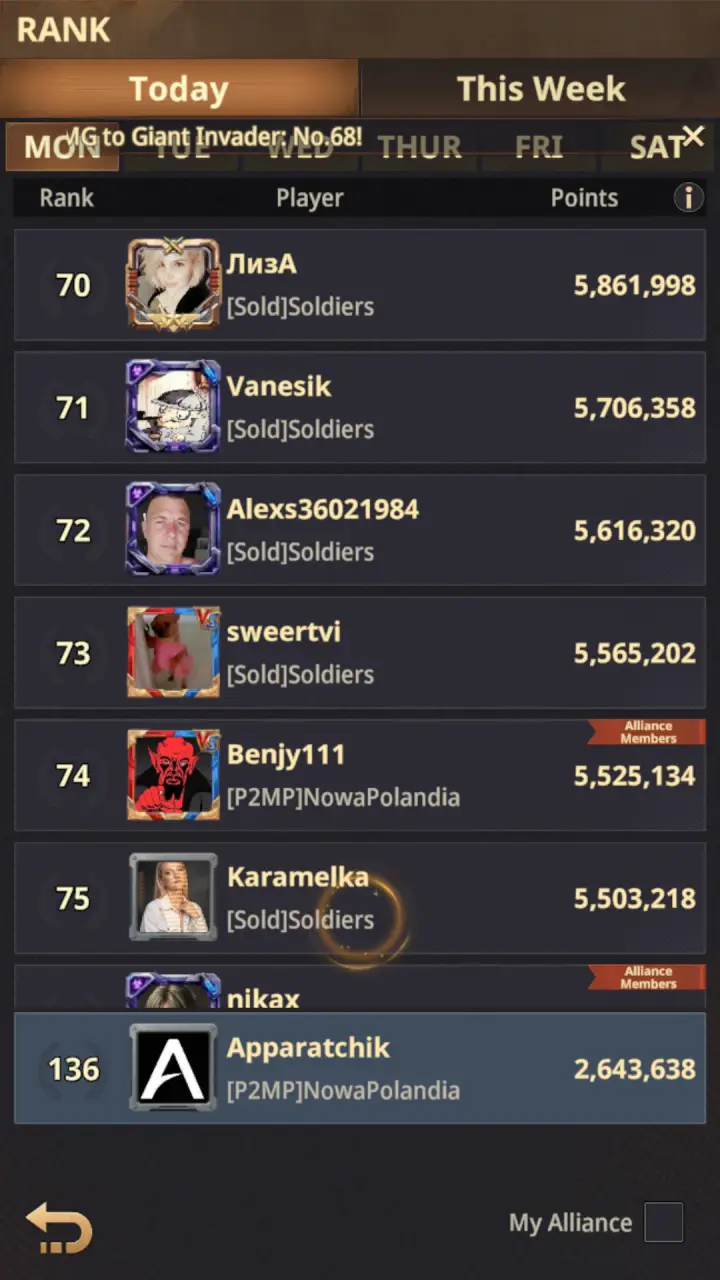 RANK
Today
This Week
MG to Giant Invader: No.68!
MON
TUE
WED
THUR
FRI
SAT
Rank
Player
Points
70
ЛизА
[Sold]Soldiers
5,861,998
71
Vanesik
[Sold]Soldiers
5,706,358
72
Alexs36021984
[Sold]Soldiers
5,616,320
73
sweertvi
[Sold]Soldiers
5,565,202
74
Benjy111
[P2MP]NowaPolandia
Alliance
Members
5,525,134
75
Karamelka
[Sold]Soldiers
5,503,218
nikax
Alliance
Members
136
Apparatchik
[P2MP]NowaPolandia
2,643,638
My Alliance